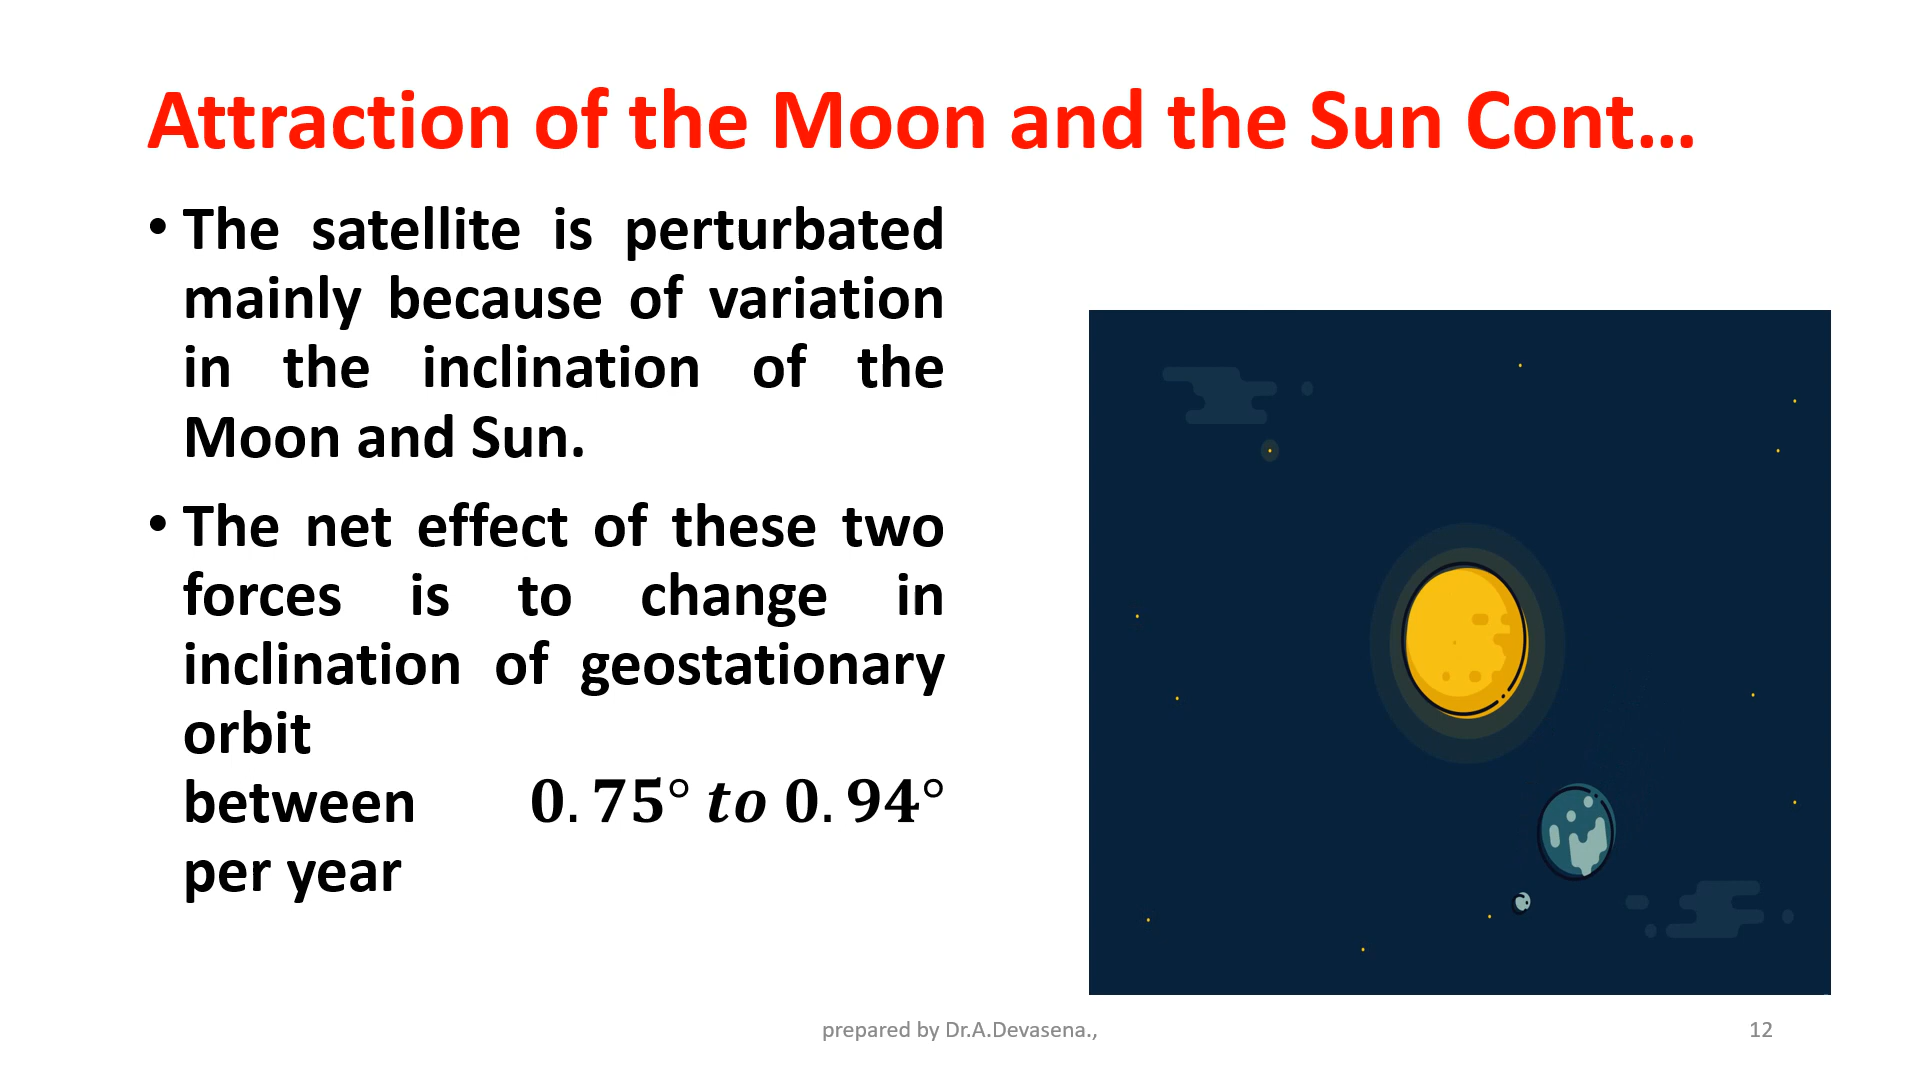 Attraction of the Moon and the Sun Cont...
• The satellite is perturbated
mainly because of variation
in the inclination of the
Moon and Sun.
• The net effect of these two
forces is to change in
inclination of geostationary
orbit
between 0.75° to 0.94°
per year
prepared by Dr.A.Devasena.,
12